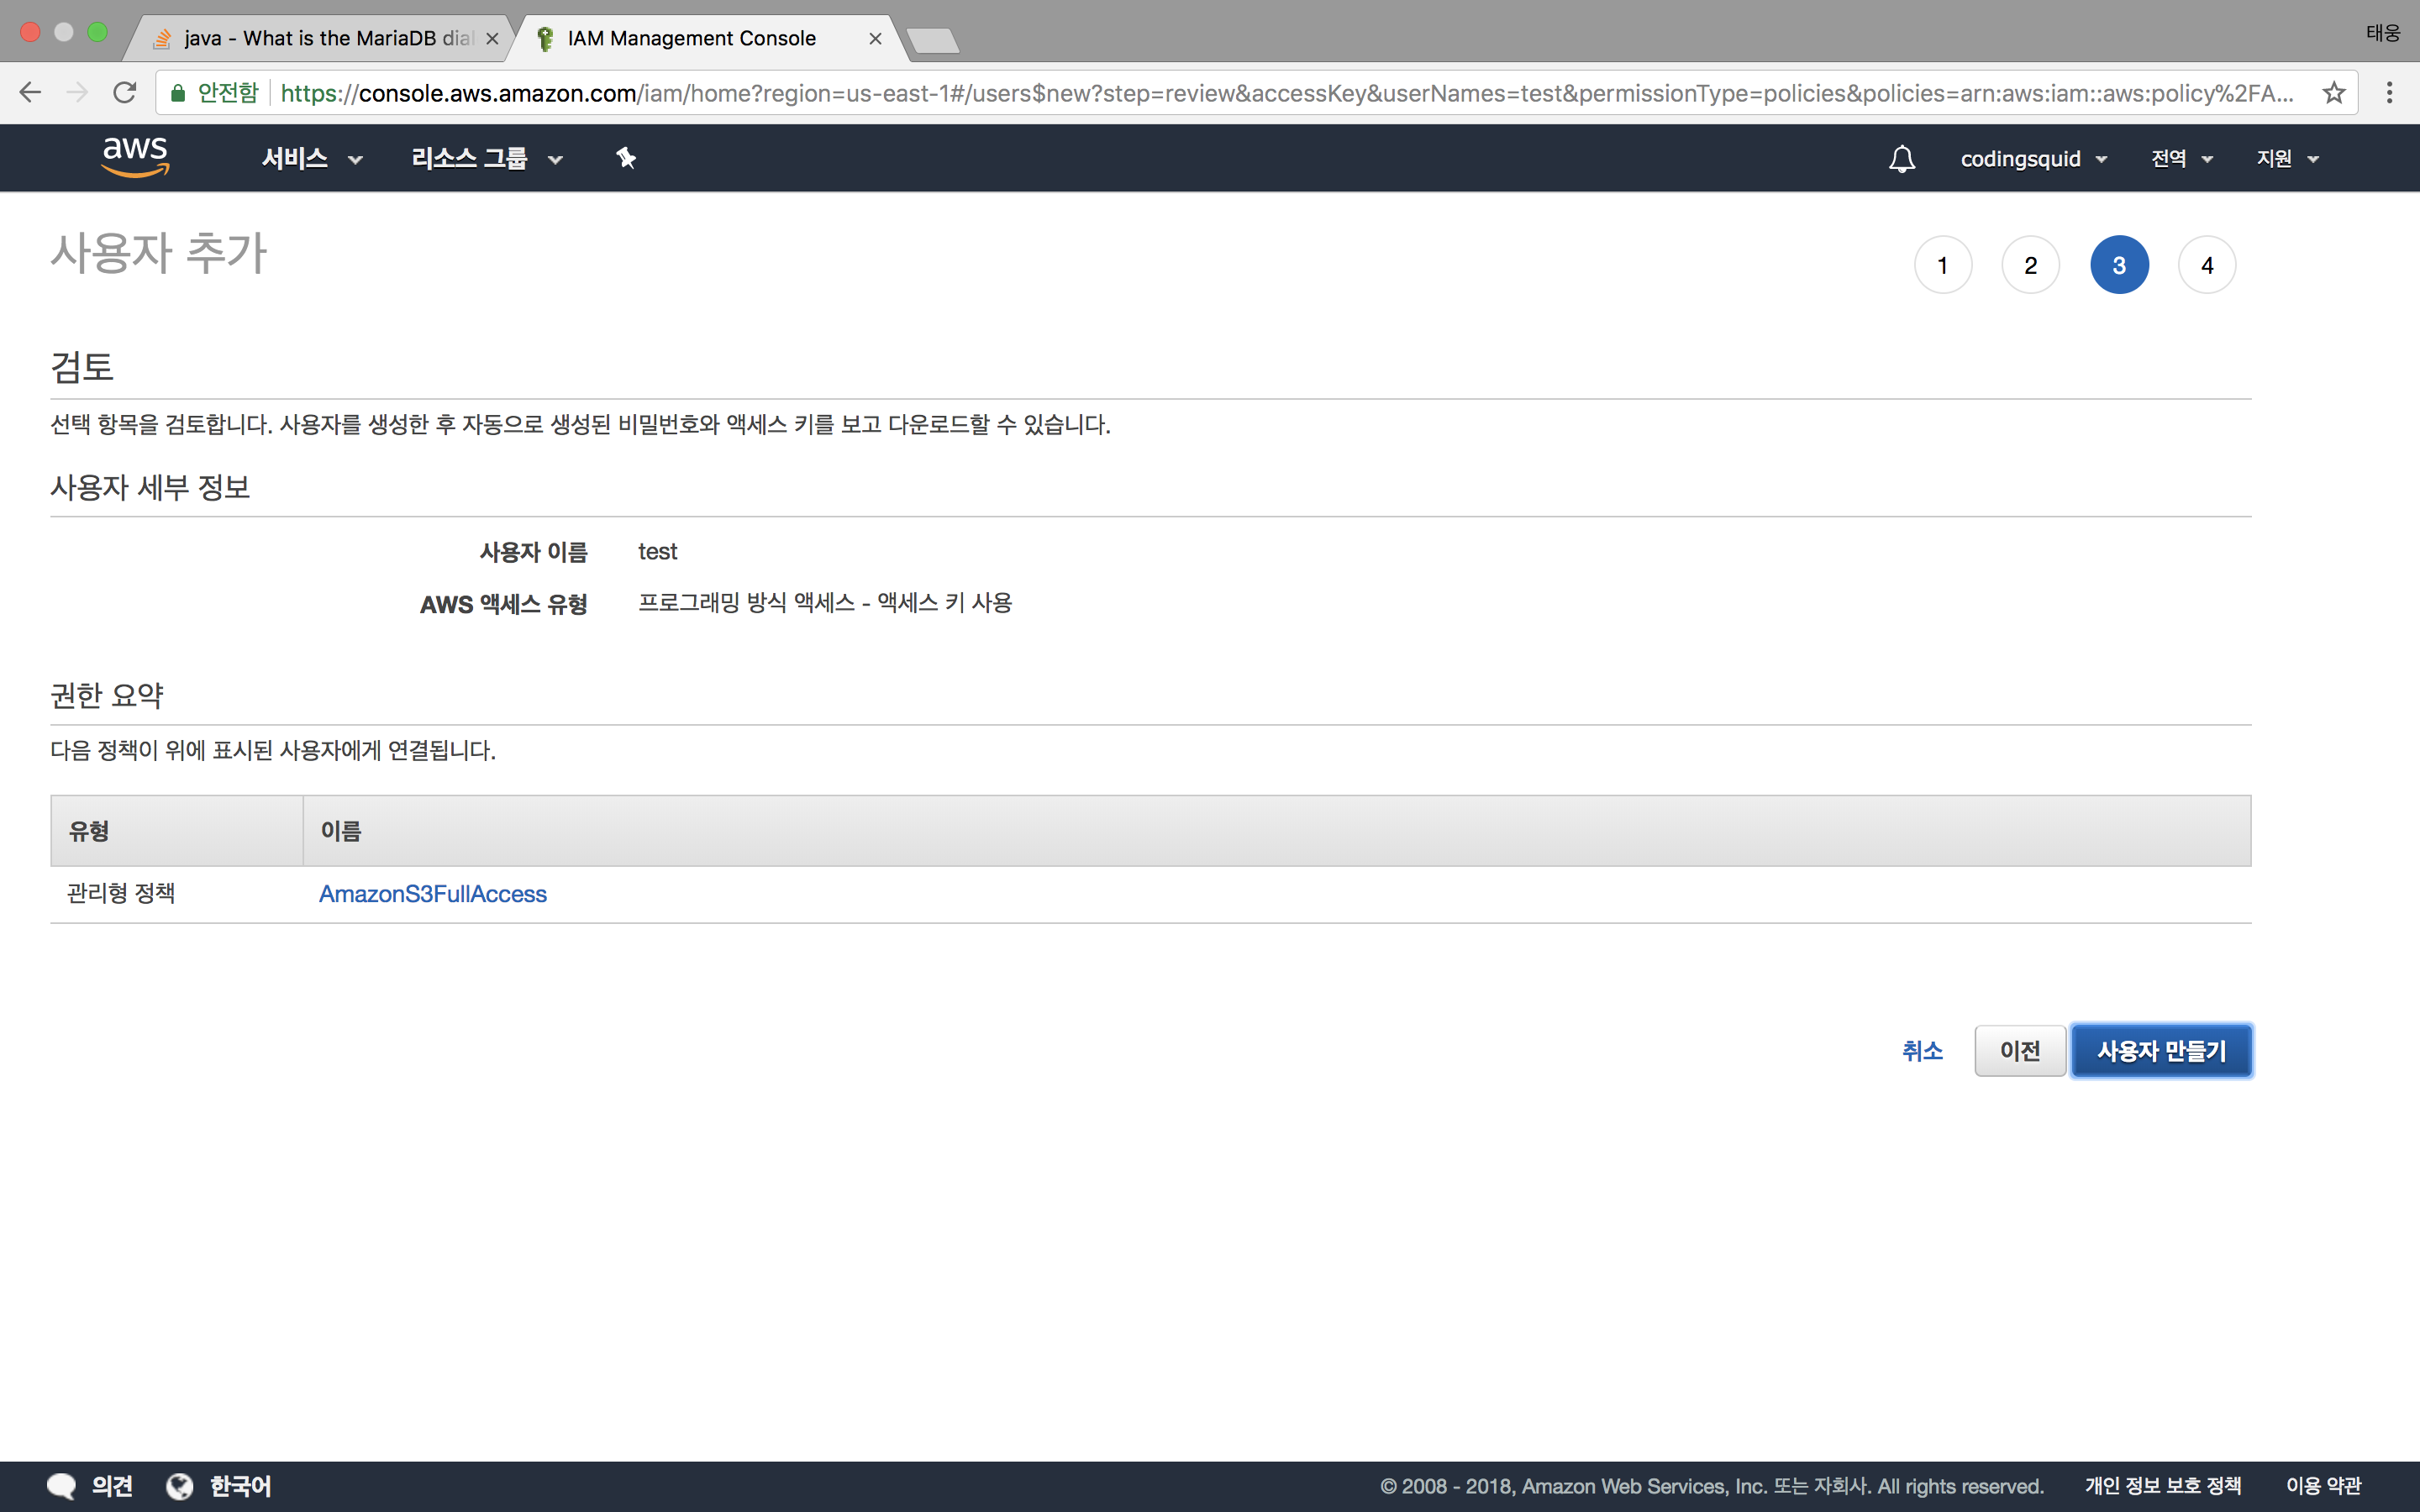 java - What is the MariaDB dial
IAM Management Console
태웅
안전함
https://console.aws.amazon.com/iam/home?region=us-east-1#/users$new?step=review&accessKey&userNames=test&permissionType=policies&policies=arn:aws:iam::aws:policy%2FA...
aws 서비스 리소스 그룹 codingsquid 전역 지원
사용자 추가
1 2 3 4
검토
선택 항목을 검토합니다. 사용자를 생성한 후 자동으로 생성된 비밀번호와 액세스 키를 보고 다운로드할 수 있습니다.
사용자 세부 정보
사용자 이름 test
AWS 액세스 유형 프로그래밍 방식 액세스 - 액세스 키 사용
권한 요약
다음 정책이 위에 표시된 사용자에게 연결됩니다.
유형 이름
관리형 정책 AmazonS3FullAccess
취소 이전 사용자 만들기
의견 한국어 © 2008 - 2018, Amazon Web Services, Inc. 또는 자회사. All rights reserved. 개인 정보 보호 정책 이용 약관